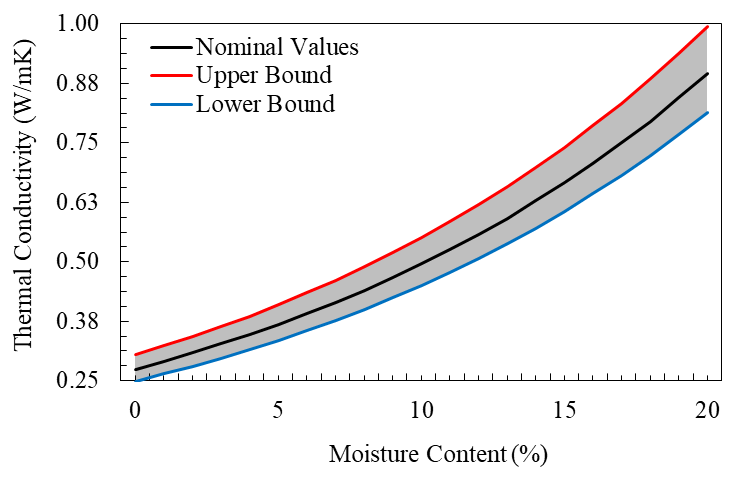 Thermal Conductivity (W/mK)
1.00
0.88
0.75
0.63
0.50
0.38
0.25
Nominal Values
Upper Bound
Lower Bound
0 5 10 15 20
Moisture Content (%)